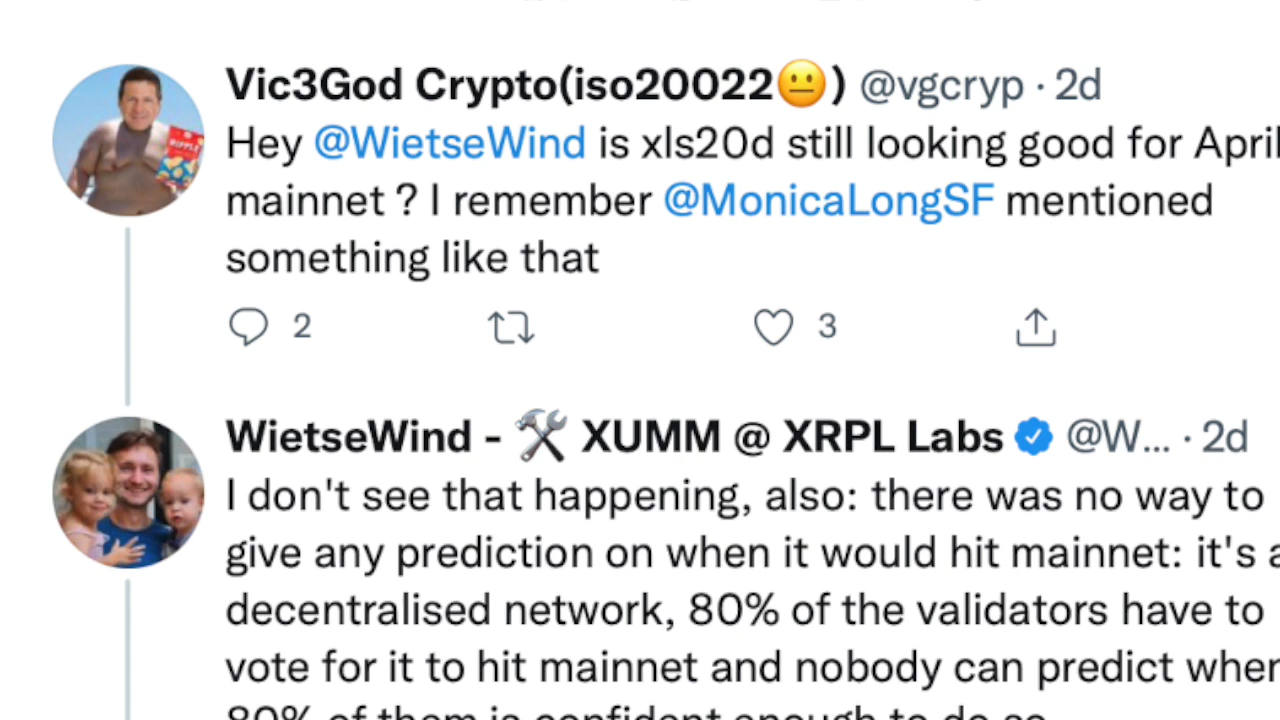 Vic3God Crypto(iso20022😐) @vgcryp · 2d
Hey @WietseWind is xls20d still looking good for April
mainnet ? I remember @MonicaLongSF mentioned
something like that
2 3
WietseWind - 🛠 XUMM @ XRPL Labs @W... · 2d
I don't see that happening, also: there was no way to
give any prediction on when it would hit mainnet: it's a
decentralised network, 80% of the validators have to
vote for it to hit mainnet and nobody can predict when
80% of them is confident enough to do so